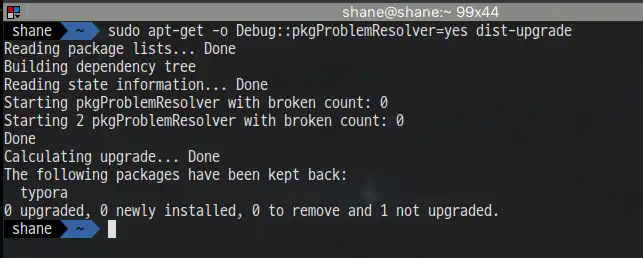 shane@shane:~ 99x44
shane ~ sudo apt-get -o Debug::pkgProblemResolver=yes dist-upgrade
Reading package lists... Done
Building dependency tree
Reading state information... Done
Starting pkgProblemResolver with broken count: 0
Starting 2 pkgProblemResolver with broken count: 0
Done
Calculating upgrade... Done
The following packages have been kept back:
  typora
0 upgraded, 0 newly installed, 0 to remove and 1 not upgraded.
shane ~